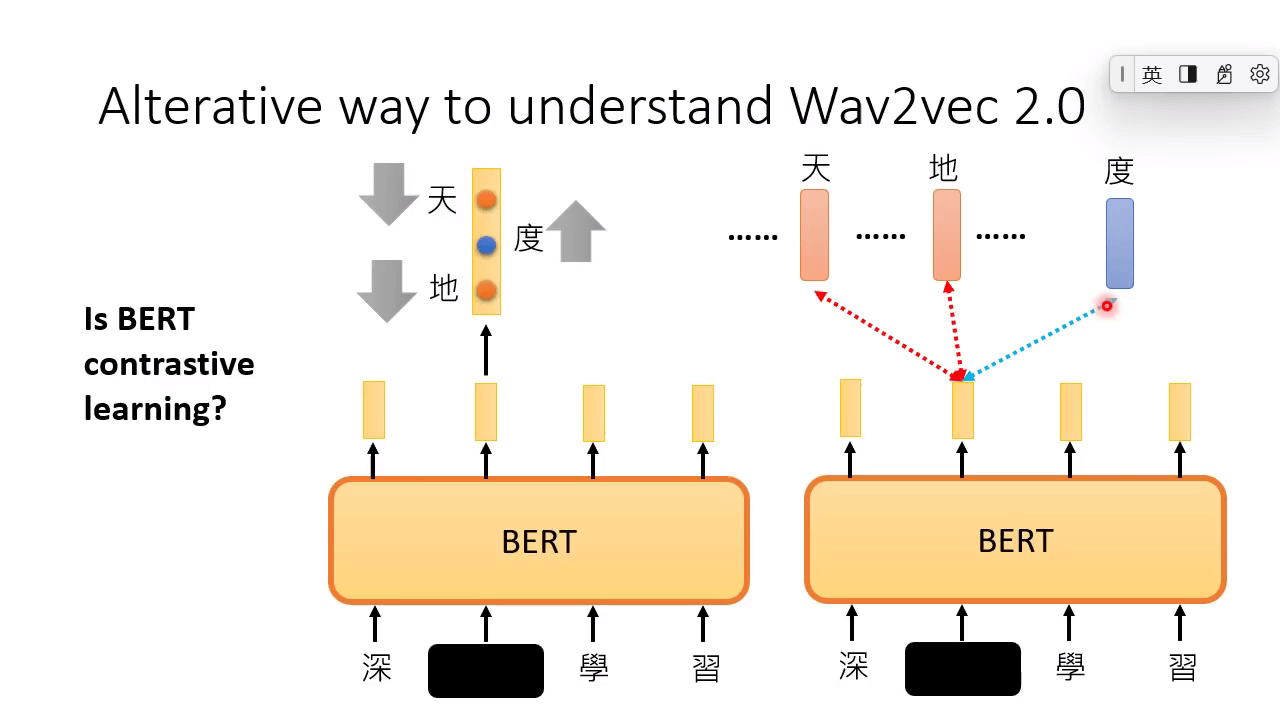 英
Alterative way to understand Wav2vec 2.0
天
度
地
...... 天 ...... 地 ...... 度
Is BERT
contrastive
learning?
BERT
深 學 習
BERT
深 學 習